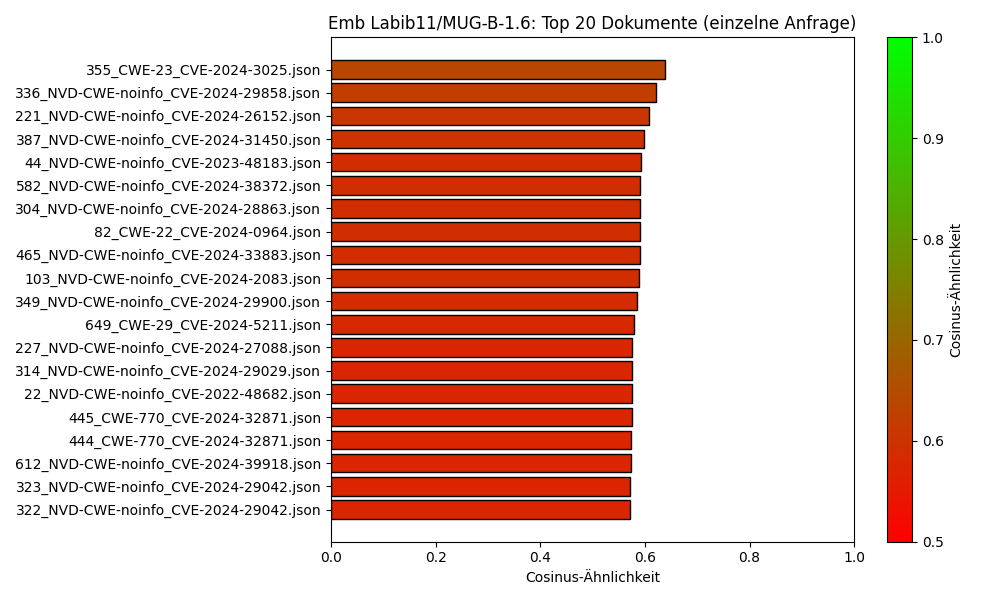 Emb Labib11/MUG-B-1.6: Top 20 Dokumente (einzelne Anfrage)
355_CWE-23_CVE-2024-3025.json
336_NVD-CWE-noinfo_CVE-2024-29858.json
221_NVD-CWE-noinfo_CVE-2024-26152.json
387_NVD-CWE-noinfo_CVE-2024-31450.json
44_NVD-CWE-noinfo_CVE-2023-48183.json
582_NVD-CWE-noinfo_CVE-2024-38372.json
304_NVD-CWE-noinfo_CVE-2024-28863.json
82_CWE-22_CVE-2024-0964.json
465_NVD-CWE-noinfo_CVE-2024-33883.json
103_NVD-CWE-noinfo_CVE-2024-2083.json
349_NVD-CWE-noinfo_CVE-2024-29900.json
649_CWE-29_CVE-2024-5211.json
227_NVD-CWE-noinfo_CVE-2024-27088.json
314_NVD-CWE-noinfo_CVE-2024-29029.json
22_NVD-CWE-noinfo_CVE-2022-48682.json
445_CWE-770_CVE-2024-32871.json
444_CWE-770_CVE-2024-32871.json
612_NVD-CWE-noinfo_CVE-2024-39918.json
323_NVD-CWE-noinfo_CVE-2024-29042.json
322_NVD-CWE-noinfo_CVE-2024-29042.json
0.0 0.2 0.4 0.6 0.8 1.0
Cosinus-Ähnlichkeit
1.0
0.9
0.8
0.7
0.6
0.5
Cosinus-Ähnlichkeit